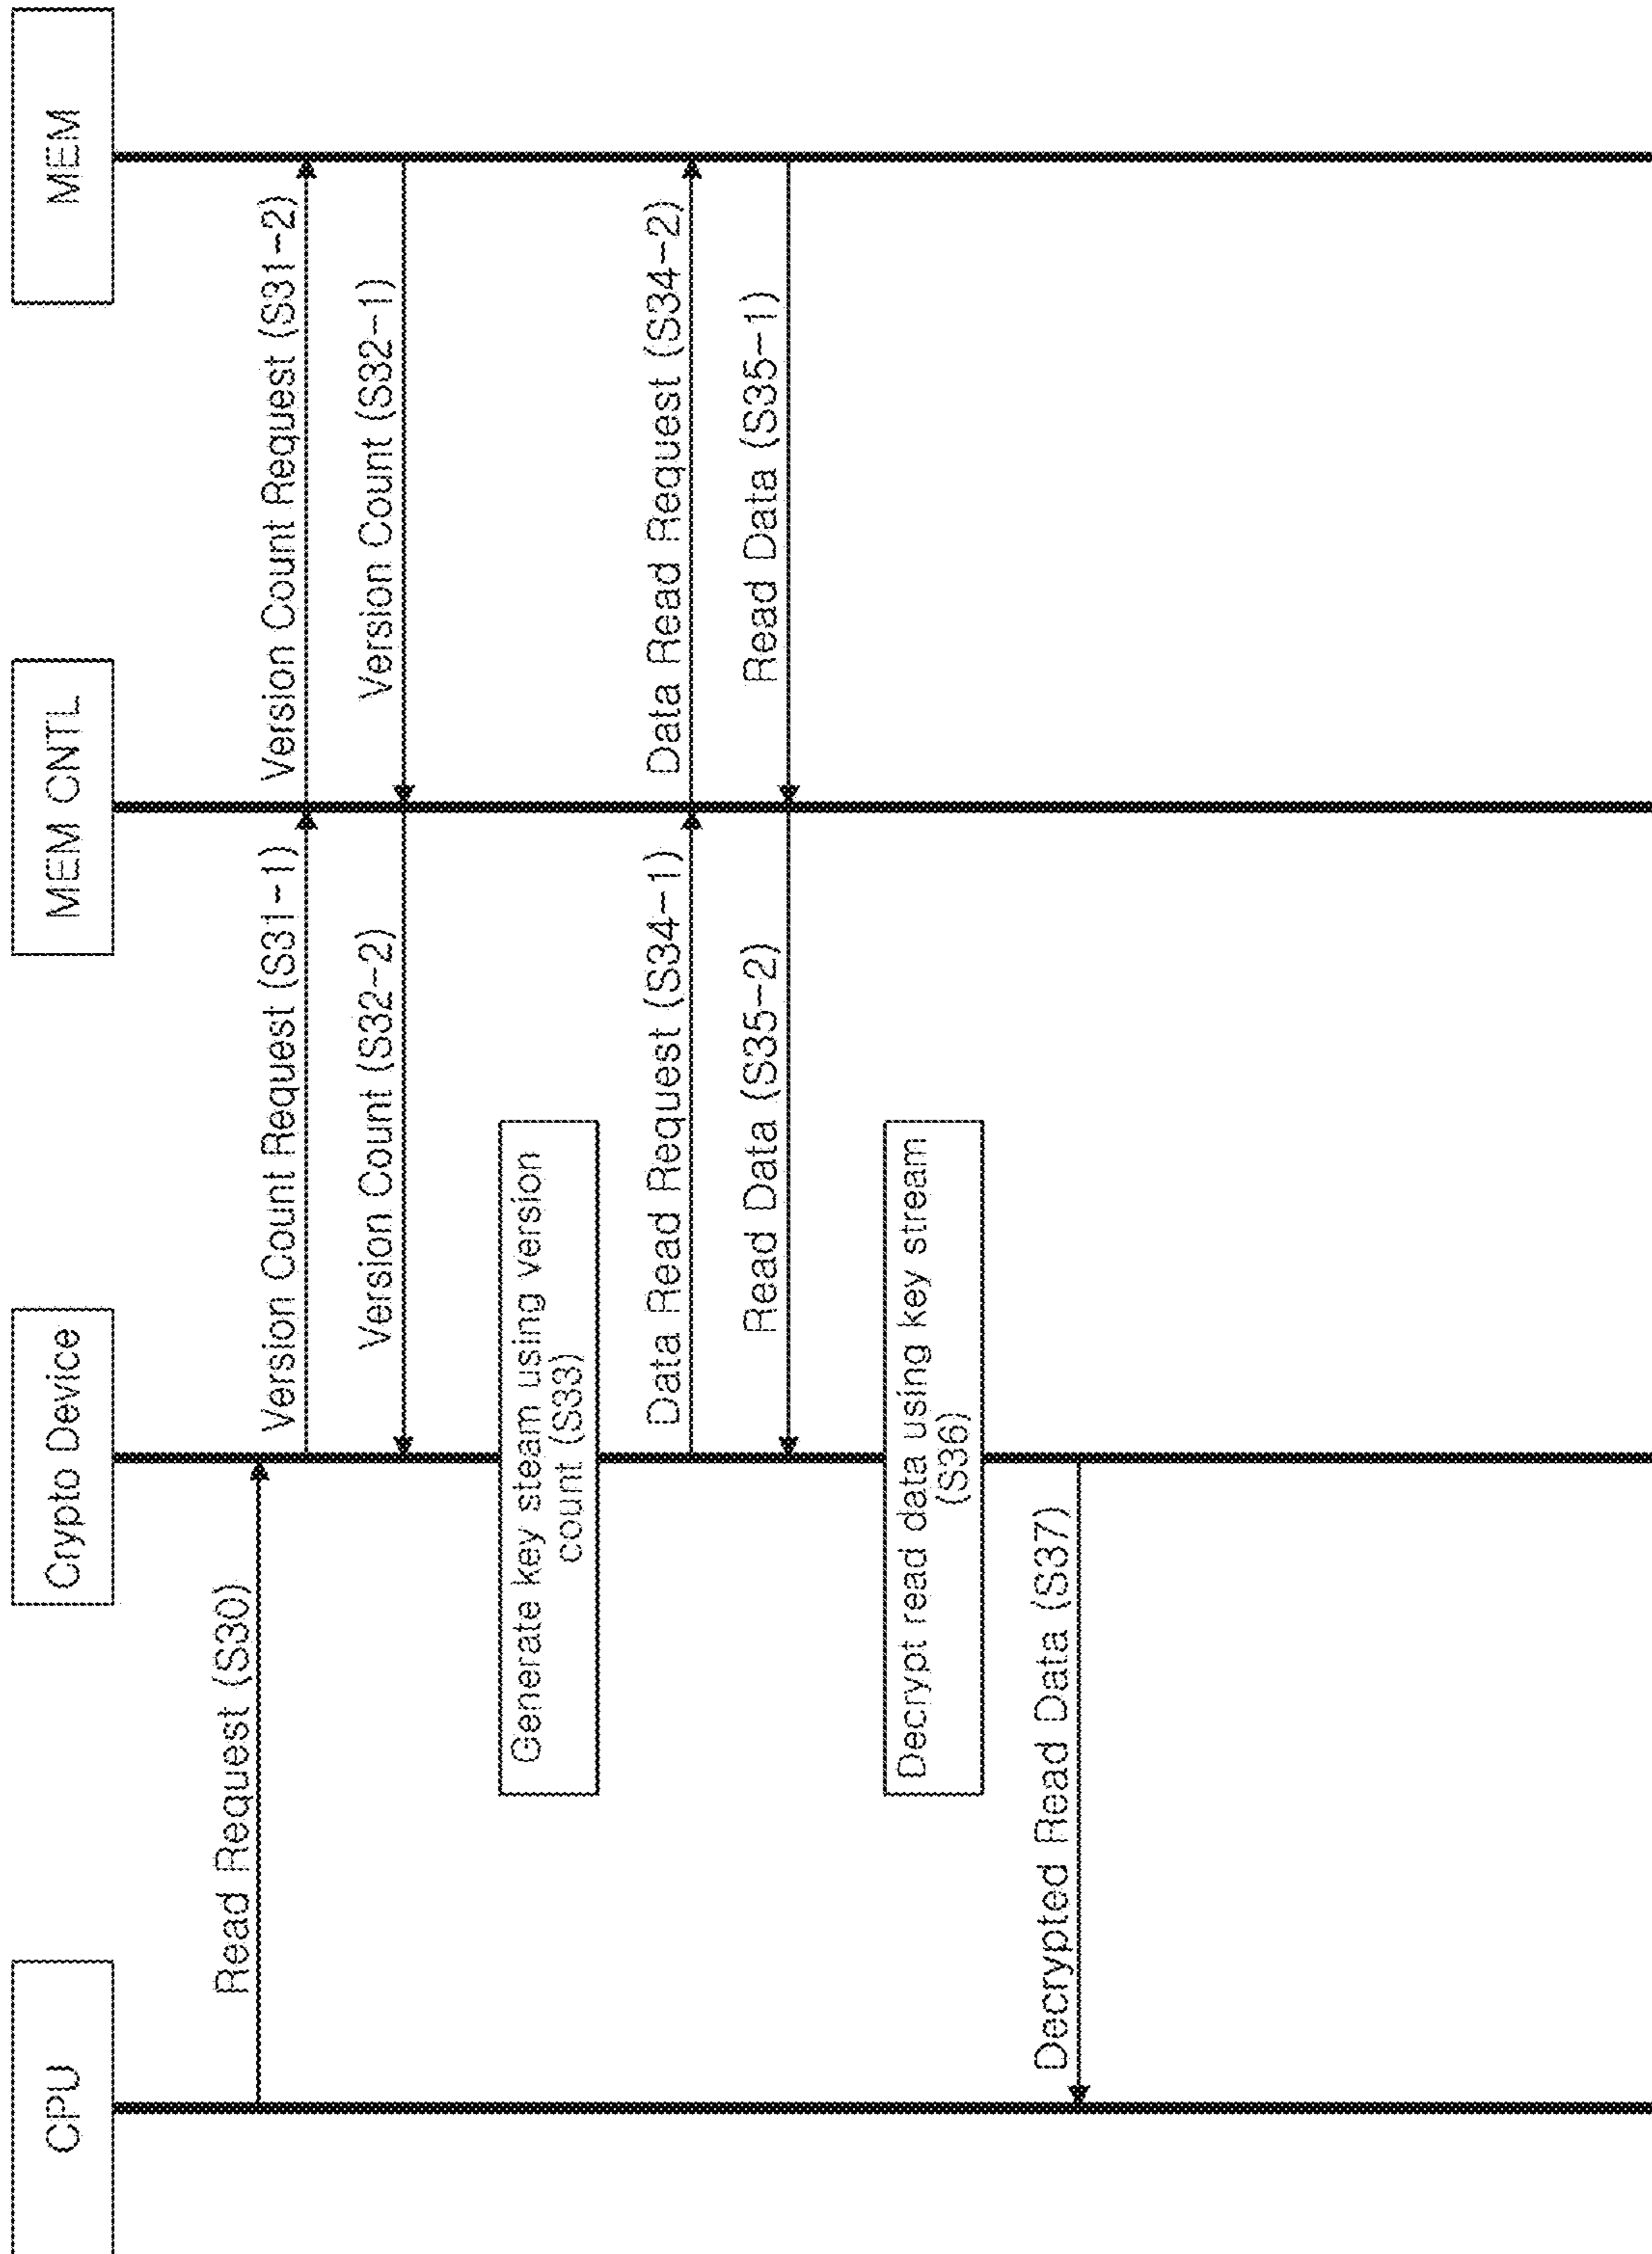 CPU
Crypto Device
MEM CNTL
MEM
Read Request (S30)
Version Count Request (S31-1)
Version Count Request (S31-2)
Version Count (S32-1)
Version Count (S32-2)
Generate key steam using version
count (S33)
Data Read Request (S34-1)
Data Read Request (S34-2)
Read Data (S35-1)
Read Data (S35-2)
Decrypt read data using key stream
(S36)
Decrypted Read Data (S37)